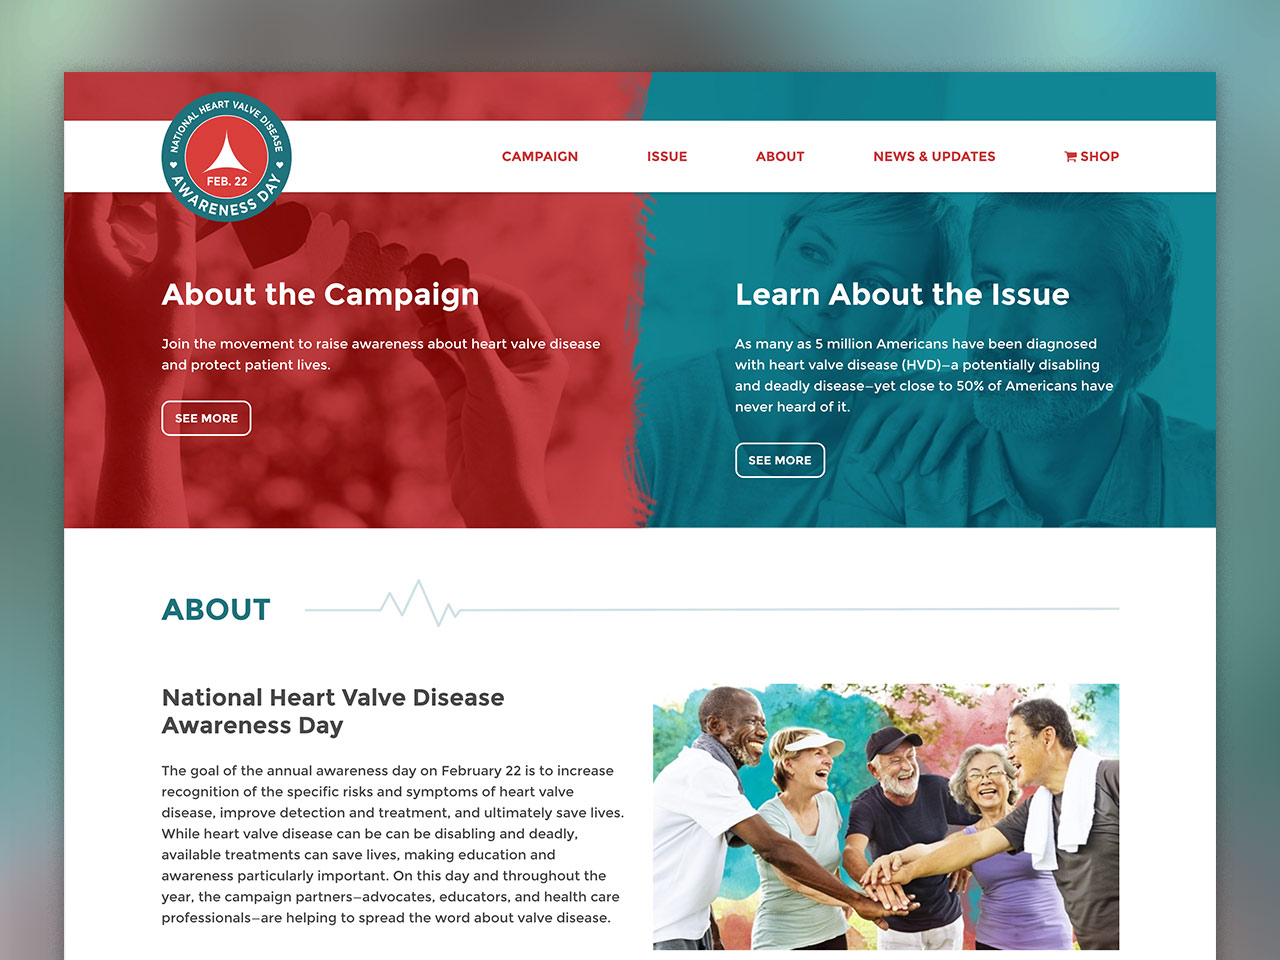 NATIONAL HEART VALVE DISEASE
FEB. 22
AWARENESS DAY
CAMPAIGN
ISSUE
ABOUT
NEWS & UPDATES
SHOP
About the Campaign
Join the movement to raise awareness about heart valve disease
and protect patient lives.
SEE MORE
Learn About the Issue
As many as 5 million Americans have been diagnosed
with heart valve disease (HVD)—a potentially disabling
and deadly disease—yet close to 50% of Americans have
never heard of it.
SEE MORE
ABOUT
National Heart Valve Disease
Awareness Day
The goal of the annual awareness day on February 22 is to increase
recognition of the specific risks and symptoms of heart valve
disease, improve detection and treatment, and ultimately save lives.
While heart valve disease can be can be disabling and deadly,
available treatments can save lives, making education and
awareness particularly important. On this day and throughout the
year, the campaign partners—advocates, educators, and health care
professionals—are helping to spread the word about valve disease.